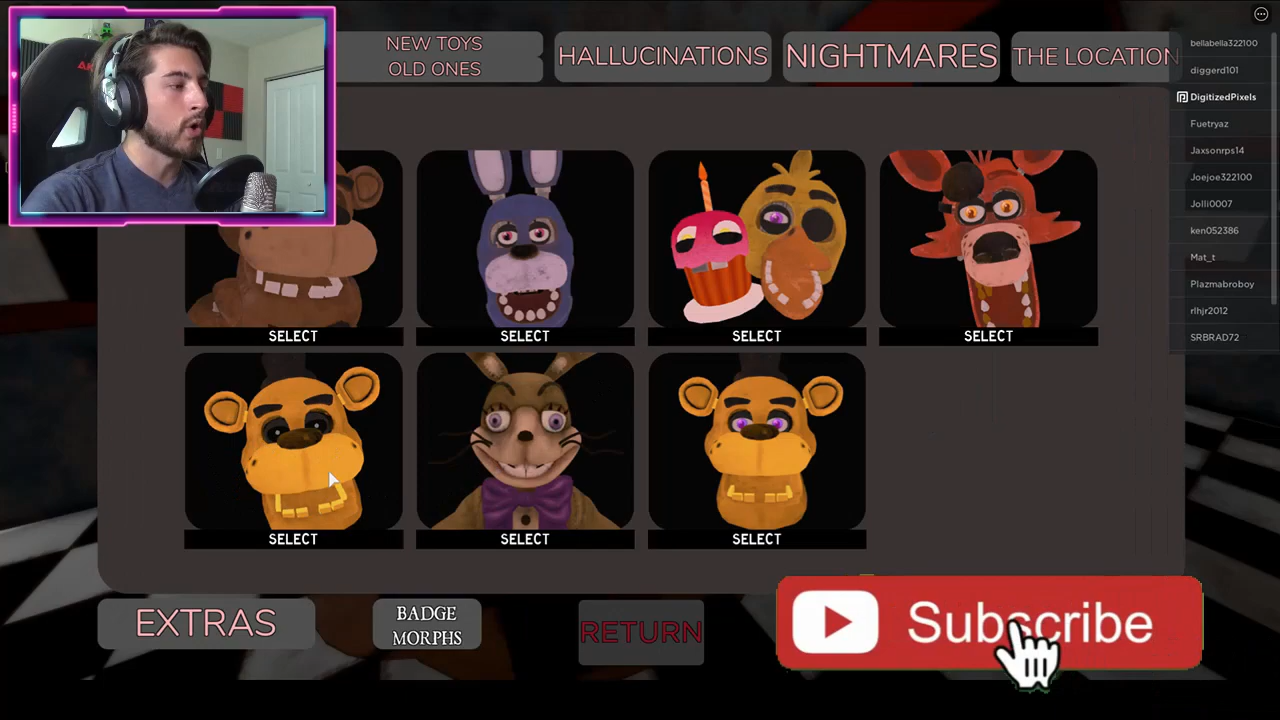 NEW TOYS
OLD ONES
HALLUCINATIONS
NIGHTMARES
THE LOCATION
bellabella322100
diggerd101
DigitizedPixels
Fuetryaz
Jaxsonrps14
Joejoe322100
Jolli0007
ken052386
Mat_t
Plazmabroboy
rlhjr2012
SRBRAD72
SELECT
SELECT
SELECT
SELECT
SELECT
SELECT
SELECT
EXTRAS
BADGE
MORPHS
RETURN
Subscribe